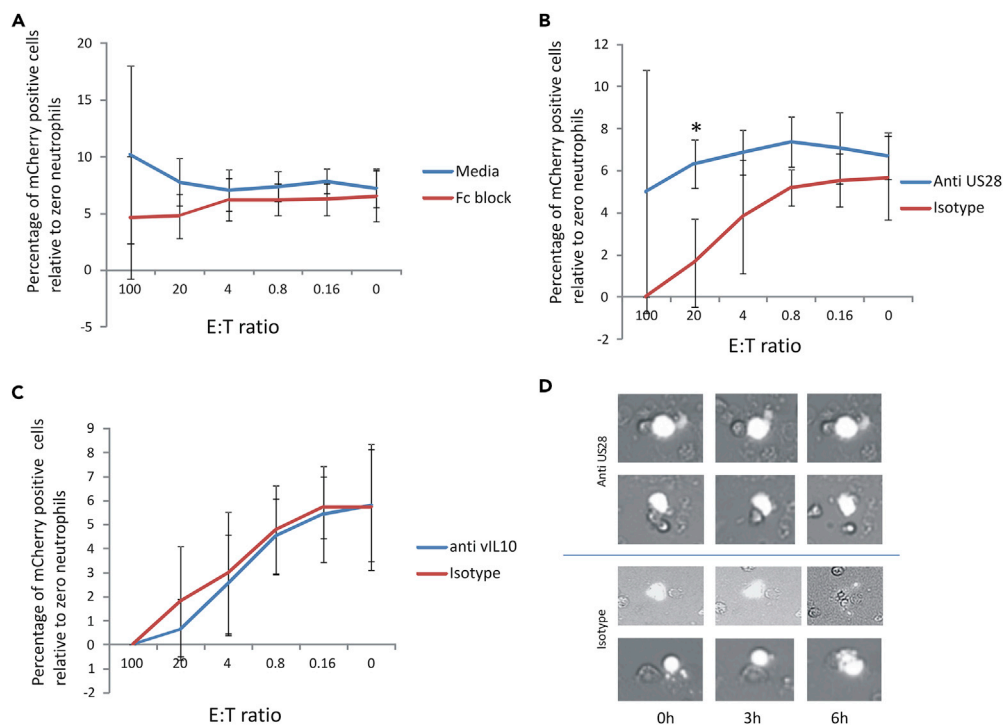 A
Percentage of mCherry positive cells
relative to zero neutrophils
20
15
10
5
0
-5
100 20 4 0.8 0.16 0
E:T ratio
Media
Fc block
B
Percentage of mCherry positive cells
relative to zero neutrophils
12
10
8
6
4
2
0
-2
100 20 4 0.8 0.16 0
E:T ratio
*
Anti US28
Isotype
C
Percentage of mCherry positive cells
relative to zero neutrophils
9
8
7
6
5
4
3
2
1
0
1
-2
100 20 4 0.8 0.16 0
E:T ratio
anti vIL10
Isotype
D
Anti US28
Isotype
0h 3h 6h